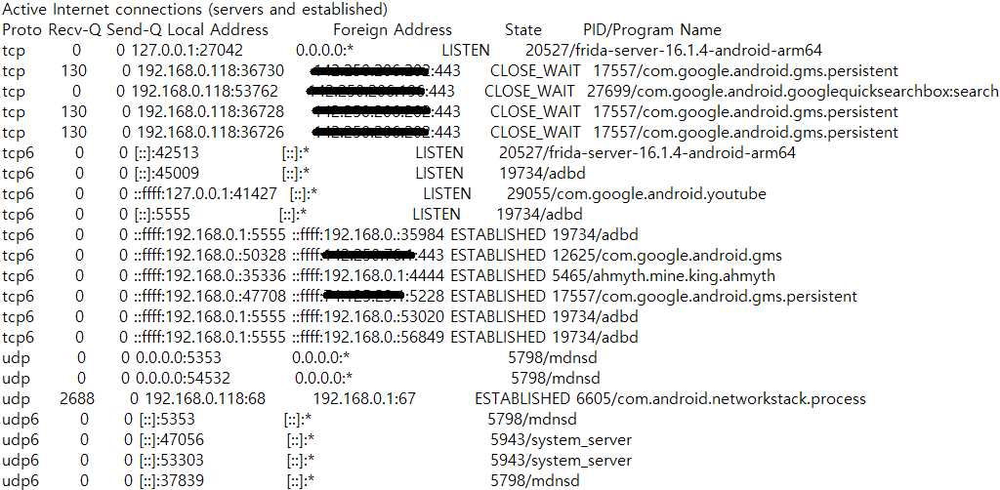 Active Internet connections (servers and established)
Proto Recv-Q Send-Q Local Address Foreign Address State PID/Program Name
tcp 0 0 127.0.0.1:27042 0.0.0.0:* LISTEN 20527/frida-server-16.1.4-android-arm64
tcp 130 0 192.168.0.118:36730 :443 CLOSE_WAIT 17557/com.google.android.gms.persistent
tcp 0 0 192.168.0.118:53762 :443 CLOSE_WAIT 27699/com.google.android.googlequicksearchbox:search
tcp 130 0 192.168.0.118:36728 :443 CLOSE_WAIT 17557/com.google.android.gms.persistent
tcp 130 0 192.168.0.118:36726 :443 CLOSE_WAIT 17557/com.google.android.gms.persistent
tcp6 0 0 [::]:42513 [::]:* LISTEN 20527/frida-server-16.1.4-android-arm64
tcp6 0 0 [::]:45009 [::]:* LISTEN 19734/adbd
tcp6 0 0 ::ffff:127.0.0.1:41427 [::]:* LISTEN 29055/com.google.android.youtube
tcp6 0 0 [::]:5555 [::]:* LISTEN 19734/adbd
tcp6 0 0 ::ffff:192.168.0.1:5555 ::ffff:192.168.0.:35984 ESTABLISHED 19734/adbd
tcp6 0 0 ::ffff:192.168.0.:50328 ::ffff: :443 ESTABLISHED 12625/com.google.android.gms
tcp6 0 0 ::ffff:192.168.0.:35336 ::ffff:192.168.0.1:4444 ESTABLISHED 5465/ahmyth.mine.king.ahmyth
tcp6 0 0 ::ffff:192.168.0.:47708 ::ffff: :5228 ESTABLISHED 17557/com.google.android.gms.persistent
tcp6 0 0 ::ffff:192.168.0.1:5555 ::ffff:192.168.0.:53020 ESTABLISHED 19734/adbd
tcp6 0 0 ::ffff:192.168.0.1:5555 ::ffff:192.168.0.:56849 ESTABLISHED 19734/adbd
udp 0 0 0.0.0.0:5353 0.0.0.0:* 5798/mdnsd
udp 0 0 0.0.0.0:54532 0.0.0.0:* 5798/mdnsd
udp 2688 0 192.168.0.118:68 192.168.0.1:67 ESTABLISHED 6605/com.android.networkstack.process
udp6 0 0 [::]:5353 [::]:* 5798/mdnsd
udp6 0 0 [::]:47056 [::]:* 5943/system_server
udp6 0 0 [::]:53303 [::]:* 5943/system_server
udp6 0 0 [::]:37839 [::]:* 5798/mdnsd